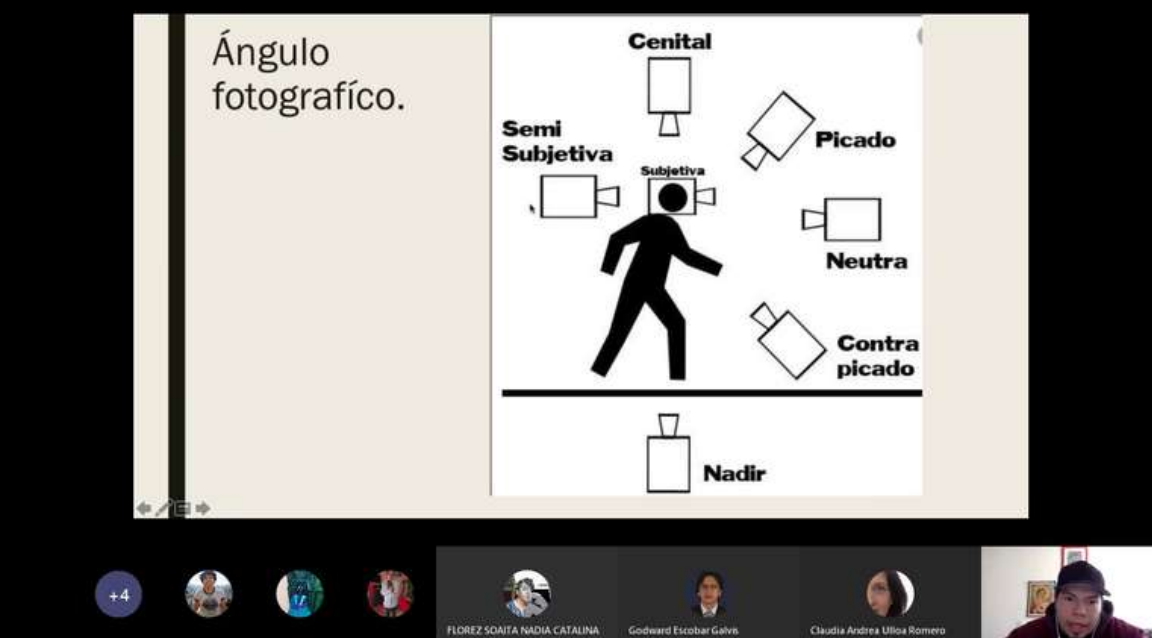 Ángulo
fotografíco.
Cenital
Semi
Subjetiva
Subjetiva
Picado
Neutra
Contra
picado
Nadir
+4
FLOREZ SOAITA NADIA CATALINA
Godward Escobar Galvis
Claudia Andrea Ulloa Romero